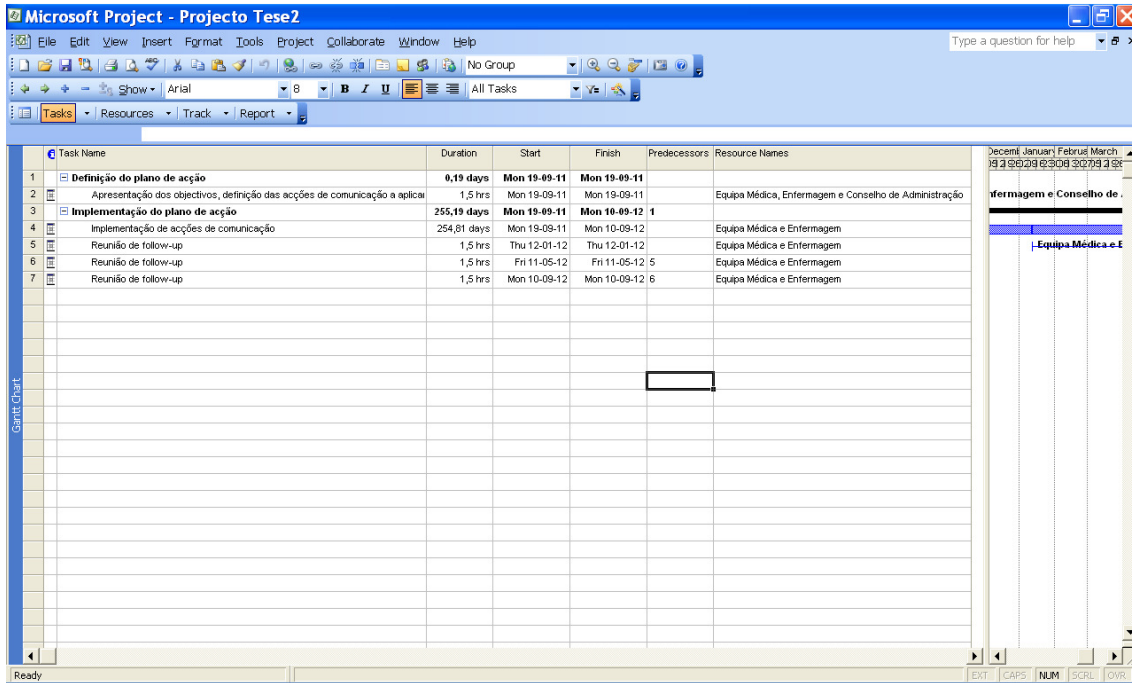 Microsoft Project - Projecto Tese2
File Edit View Insert Format Tools Project Collaborate Window Help Type a question for help
No Group
Show Arial 8 B I U All Tasks
Tasks Resources Track Report
Task Name Duration Start Finish Predecessors Resource Names Decemb January Februa March
1 Definição do plano de acção 0,19 days Mon 19-09-11 Mon 19-09-11
2 Apresentação dos objectivos, definição das acções de comunicação a aplicar 1,5 hrs Mon 19-09-11 Mon 19-09-11 Equipa Médica, Enfermagem e Conselho de Administração nfermagem e Conselho de
3 Implementação do plano de acção 255,19 days Mon 19-09-11 Mon 10-09-12 1
4 Implementação de acções de comunicação 254,81 days Mon 19-09-11 Mon 10-09-12 Equipa Médica e Enfermagem
5 Reunião de follow-up 1,5 hrs Thu 12-01-12 Thu 12-01-12 Equipa Médica e Enfermagem Equipa Médica e E
6 Reunião de follow-up 1,5 hrs Fri 11-05-12 Fri 11-05-12 5 Equipa Médica e Enfermagem
7 Reunião de follow-up 1,5 hrs Mon 10-09-12 Mon 10-09-12 6 Equipa Médica e Enfermagem
Gantt Chart
Ready EXT CAPS NUM SCRL OVR